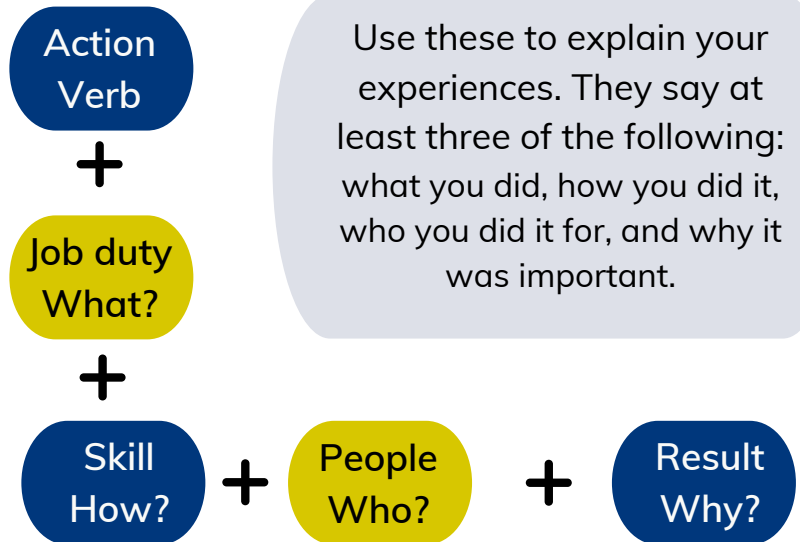 Action
Verb
+
Job duty
What?
+
Skill
How?
+
People
Who?
+
Result
Why?
Use these to explain your
experiences. They say at
least three of the following:
what you did, how you did it,
who you did it for, and why it
was important.